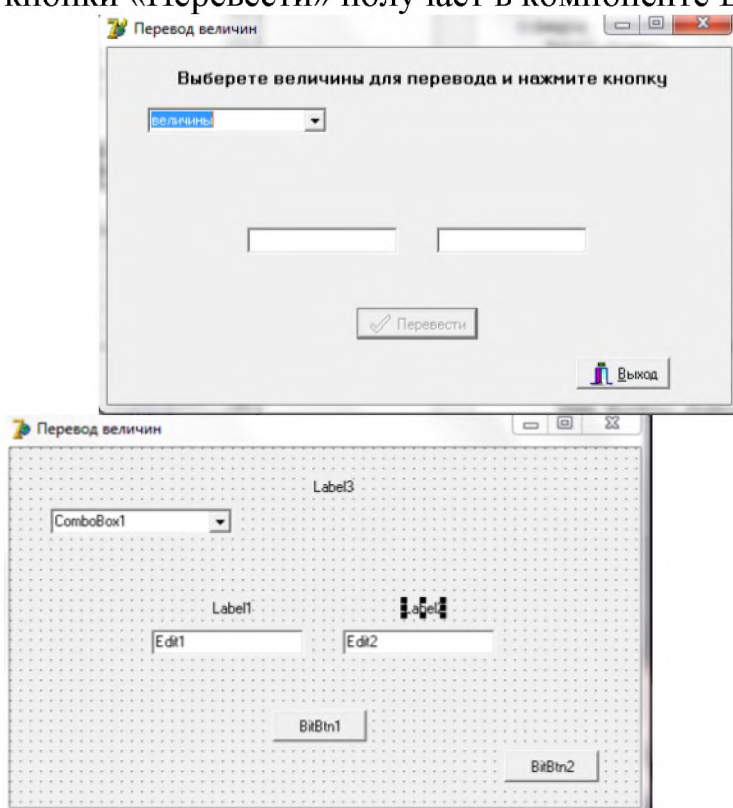 кнопки «Перевести» получает в компоненте
Перевод величин
Выберете величины для перевода и нажмите кнопку
величины
Перевести
Выход
Перевод величин
Label3
ComboBox1
Label1
Label2
Edit1
Edit2
BitBtn1
BitBtn2